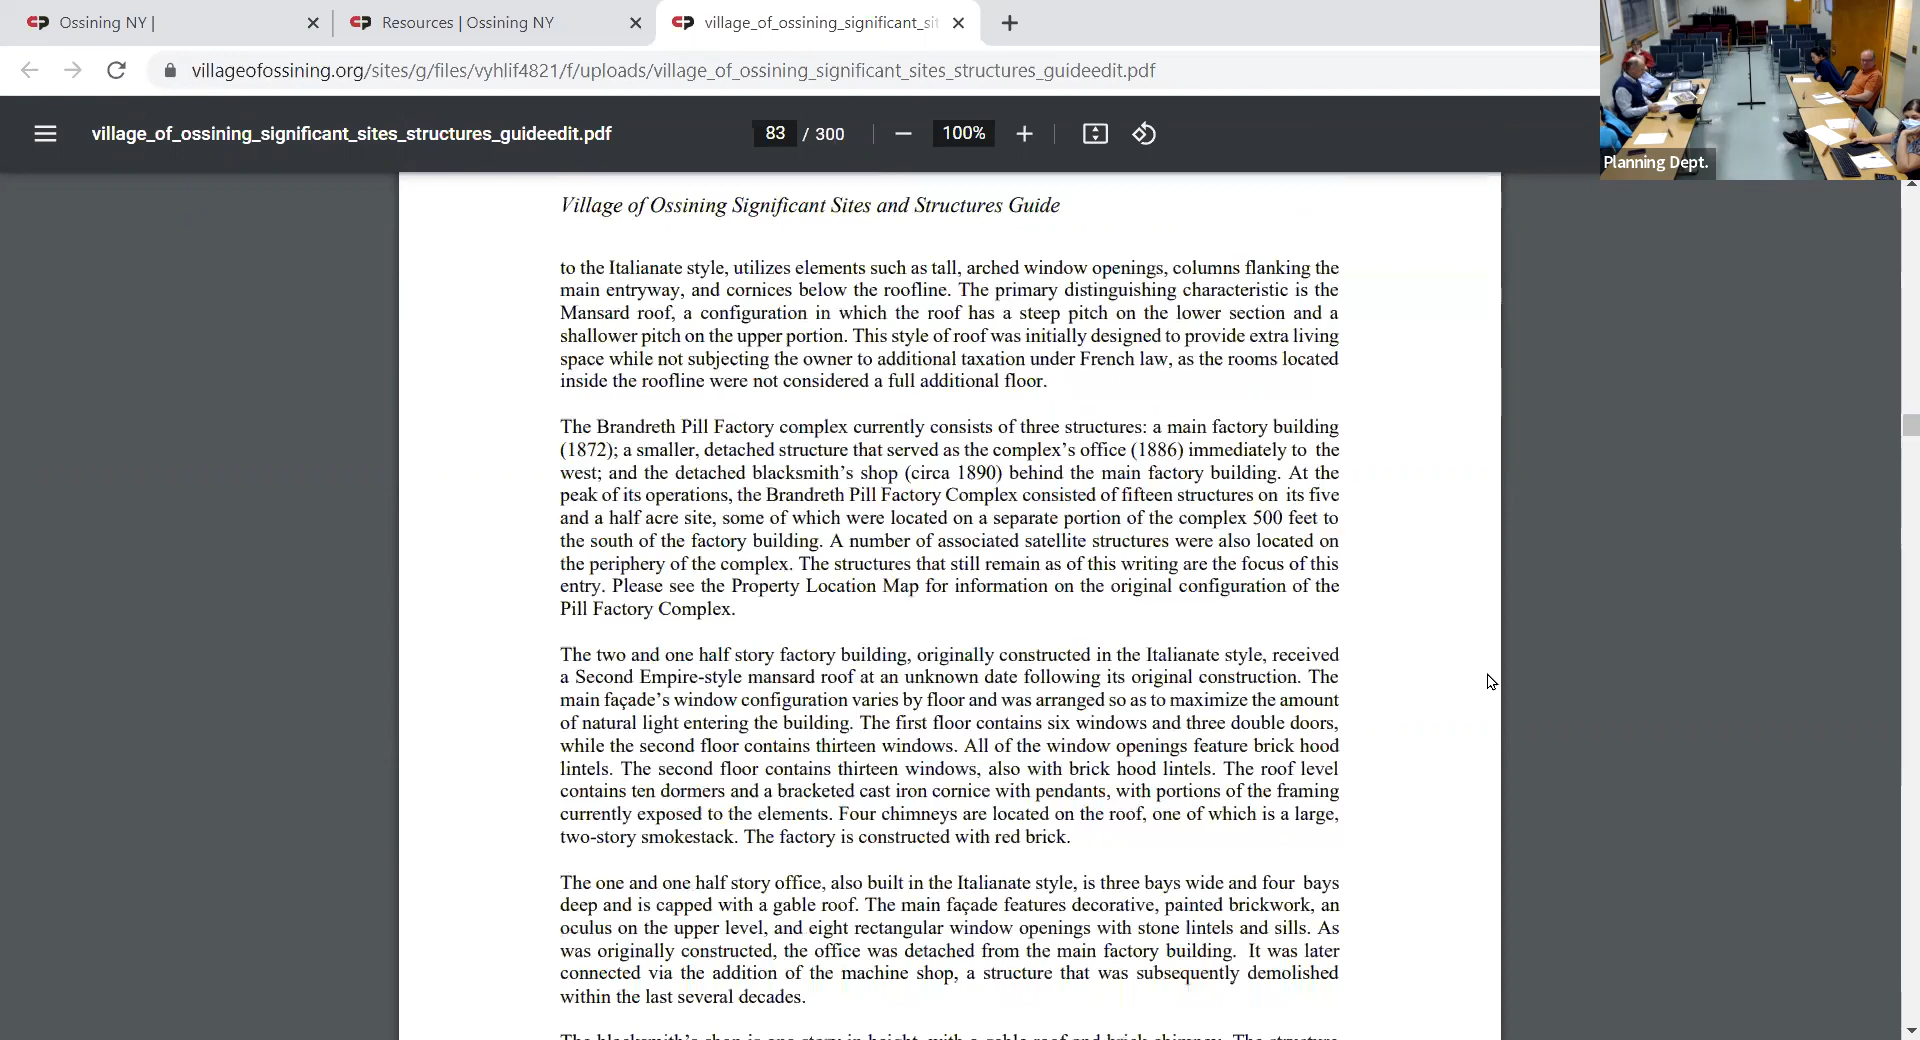 Ossining NY |
Resources | Ossining NY
village_of_ossining_significant_sit
villageofossining.org/sites/g/files/vyhlif4821/f/uploads/village_of_ossining_significant_sites_structures_guideedit.pdf
village_of_ossining_significant_sites_structures_guideedit.pdf
83 / 300
100%
Planning Dept.
Village of Ossining Significant Sites and Structures Guide
to the Italianate style, utilizes elements such as tall, arched window openings, columns flanking the
main entryway, and cornices below the roofline. The primary distinguishing characteristic is the
Mansard roof, a configuration in which the roof has a steep pitch on the lower section and a
shallower pitch on the upper portion. This style of roof was initially designed to provide extra living
space while not subjecting the owner to additional taxation under French law, as the rooms located
inside the roofline were not considered a full additional floor.
The Brandreth Pill Factory complex currently consists of three structures: a main factory building
(1872); a smaller, detached structure that served as the complex's office (1886) immediately to the
west; and the detached blacksmith's shop (circa 1890) behind the main factory building. At the
peak of its operations, the Brandreth Pill Factory Complex consisted of fifteen structures on its five
and a half acre site, some of which were located on a separate portion of the complex 500 feet to
the south of the factory building. A number of associated satellite structures were also located on
the periphery of the complex. The structures that still remain as of this writing are the focus of this
entry. Please see the Property Location Map for information on the original configuration of the
Pill Factory Complex.
The two and one half story factory building, originally constructed in the Italianate style, received
a Second Empire-style mansard roof at an unknown date following its original construction. The
main façade's window configuration varies by floor and was arranged so as to maximize the amount
of natural light entering the building. The first floor contains six windows and three double doors,
while the second floor contains thirteen windows. All of the window openings feature brick hood
lintels. The second floor contains thirteen windows, also with brick hood lintels. The roof level
contains ten dormers and a bracketed cast iron cornice with pendants, with portions of the framing
currently exposed to the elements. Four chimneys are located on the roof, one of which is a large,
two-story smokestack. The factory is constructed with red brick.
The one and one half story office, also built in the Italianate style, is three bays wide and four bays
deep and is capped with a gable roof. The main façade features decorative, painted brickwork, an
oculus on the upper level, and eight rectangular window openings with stone lintels and sills. As
was originally constructed, the office was detached from the main factory building. It was later
connected via the addition of the machine shop, a structure that was subsequently demolished
within the last several decades.
The blacksmith's shop is one story in height, with a gable roof and brick chimney. The structure